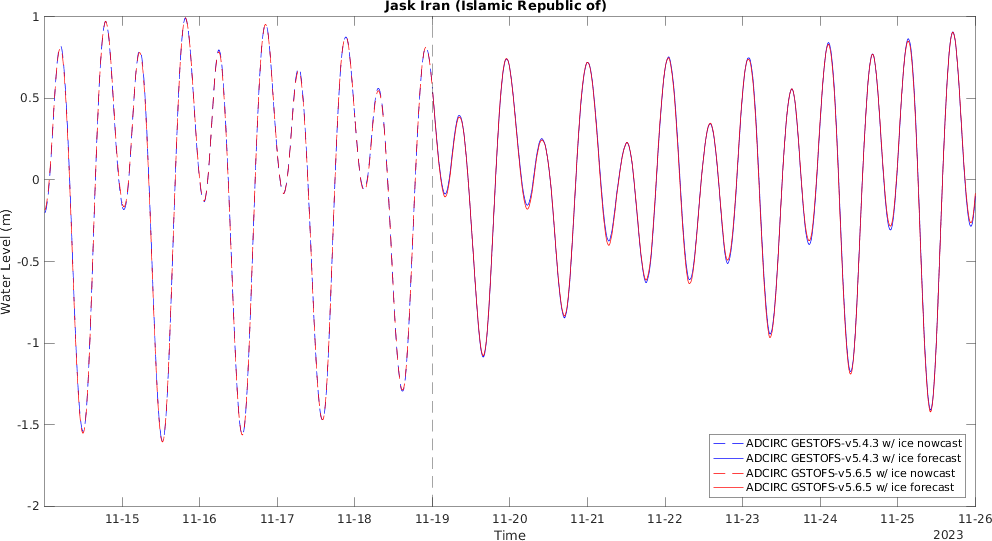 Jask Iran (Islamic Republic of)
1
0.5
0
-0.5
-1
-1.5
-2
Water Level (m)
ADCIRC GESTOFS-v5.4.3 w/ ice nowcast
ADCIRC GESTOFS-v5.4.3 w/ ice forecast
ADCIRC GSTOFS-v5.6.5 w/ ice nowcast
ADCIRC GSTOFS-v5.6.5 w/ ice forecast
11-15 11-16 11-17 11-18 11-19 11-20 11-21 11-22 11-23 11-24 11-25 11-26
Time
2023